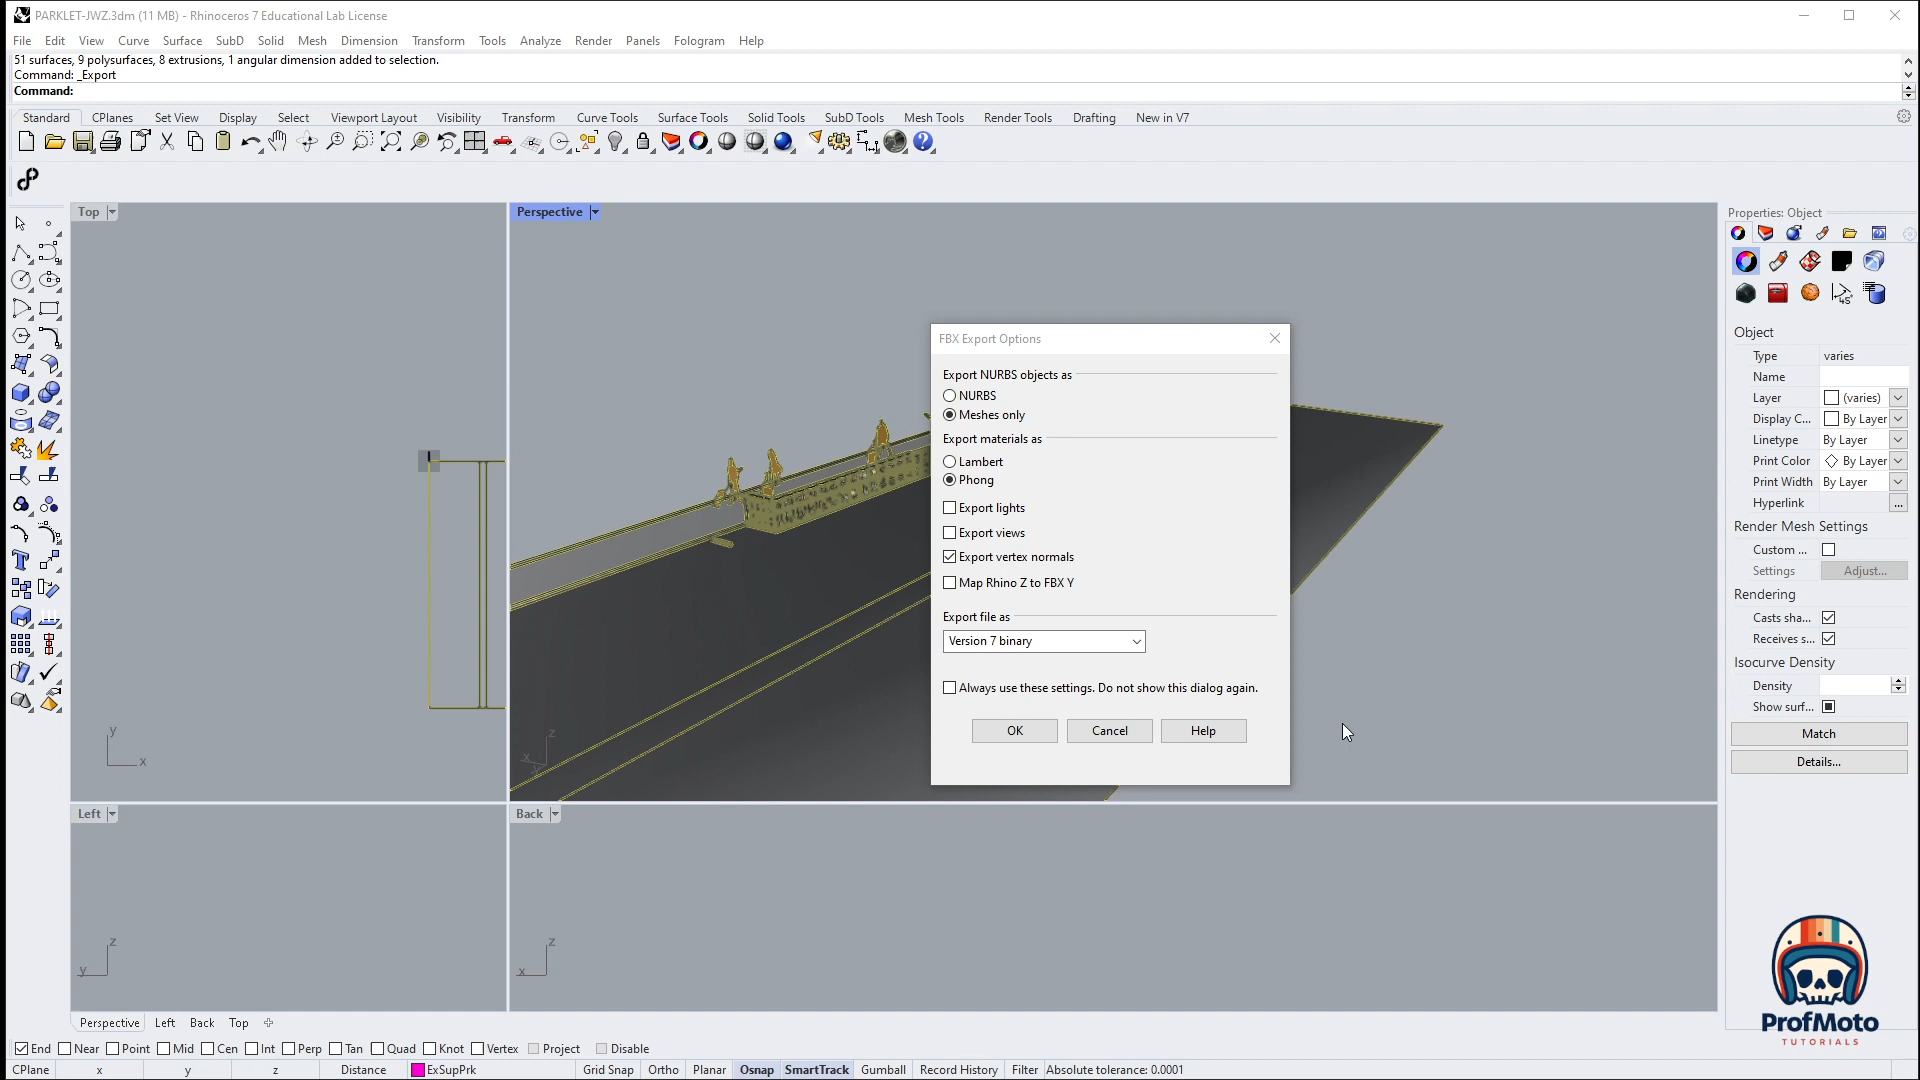 PARKLET-JWZ.3dm (11 MB) - Rhinoceros 7 Educational Lab License
File Edit View Curve Surface SubD Solid Mesh Dimension Transform Tools Analyze Render Panels Fologram Help
51 surfaces, 9 polysurfaces, 8 extrusions, 1 angular dimension added to selection.
Command: _Export
Command:
Standard CPlanes Set View Display Select Viewport Layout Visibility Transform Curve Tools Surface Tools Solid Tools SubD Tools Mesh Tools Render Tools Drafting New in V7
Top
Perspective
Properties: Object
FBX Export Options
Export NURBS objects as
NURBS
Meshes only
Export materials as
Lambert
Phong
Export lights
Export views
Export vertex normals
Map Rhino Z to FBX Y
Export file as
Version 7 binary
Always use these settings. Do not show this dialog again.
OK Cancel Help
Object
Type varies
Name
Layer (varies)
Display C... By Layer
Linetype By Layer
Print Color By Layer
Print Width By Layer
Hyperlink ...
Render Mesh Settings
Custom ...
Settings Adjust...
Rendering
Casts sha...
Receives s...
Isocurve Density
Density
Show surf...
Match
Details...
y
x
z
x
Left
Back
z
y
z
x
ProfMoto
TUTORIALS
Perspective Left Back Top
End Near Point Mid Cen Int Perp Tan Quad Knot Vertex Project Disable
CPlane x y z Distance ExSupPrk Grid Snap Ortho Planar Osnap SmartTrack Gumball Record History Filter Absolute tolerance: 0.0001